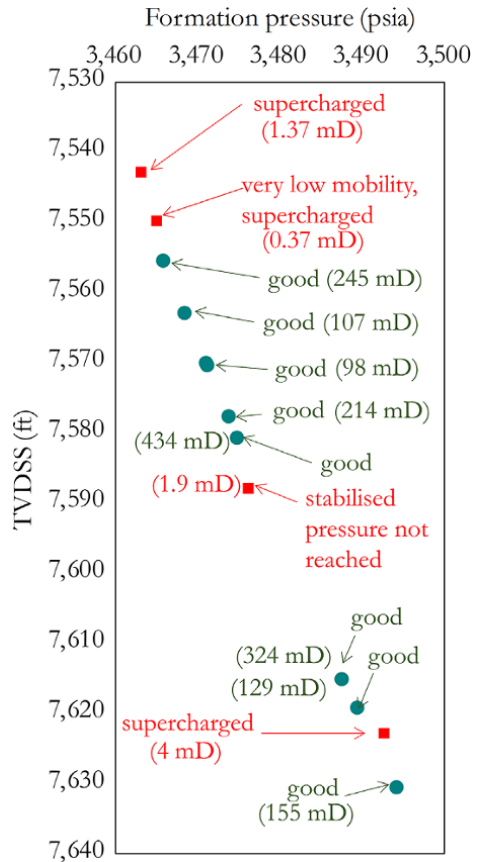 Formation pressure (psia)
3,460 3,470 3,480 3,490 3,500
TVDSS (ft)
7,530
7,540
7,550
7,560
7,570
7,580
7,590
7,600
7,610
7,620
7,630
7,640
supercharged
(1.37 mD)
very low mobility,
supercharged
(0.37 mD)
good (245 mD)
good (107 mD)
good (98 mD)
good (214 mD)
(434 mD)
good
(1.9 mD)
stabilised
pressure not
reached
good
(324 mD)
good
(129 mD)
supercharged
(4 mD)
good
(155 mD)